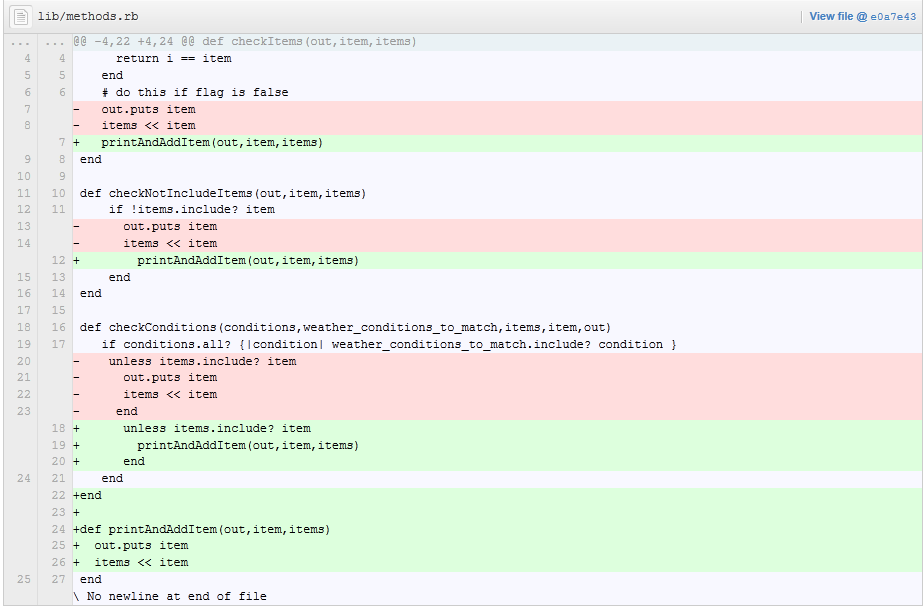 lib/methods.rb View file @ e0a7e43
... ... @@ -4,22 +4,24 @@ def checkItems(out,item,items)
4 4 return i == item
5 5 end
6 6 # do this if flag is false
7 - out.puts item
8 - items << item
7 + printAndAddItem(out,item,items)
9 8 end
10 9
11 10 def checkNotIncludeItems(out,item,items)
12 11 if !items.include? item
13 - out.puts item
14 - items << item
12 + printAndAddItem(out,item,items)
15 13 end
16 14 end
17 15
18 16 def checkConditions(conditions,weather_conditions_to_match,items,item,out)
19 17 if conditions.all? {|condition| weather_conditions_to_match.include? condition }
20 - unless items.include? item
21 - out.puts item
22 - items << item
23 - end
18 + unless items.include? item
19 + printAndAddItem(out,item,items)
20 + end
24 21 end
22 +end
23 +
24 +def printAndAddItem(out,item,items)
25 + out.puts item
26 + items << item
25 27 end
\ No newline at end of file